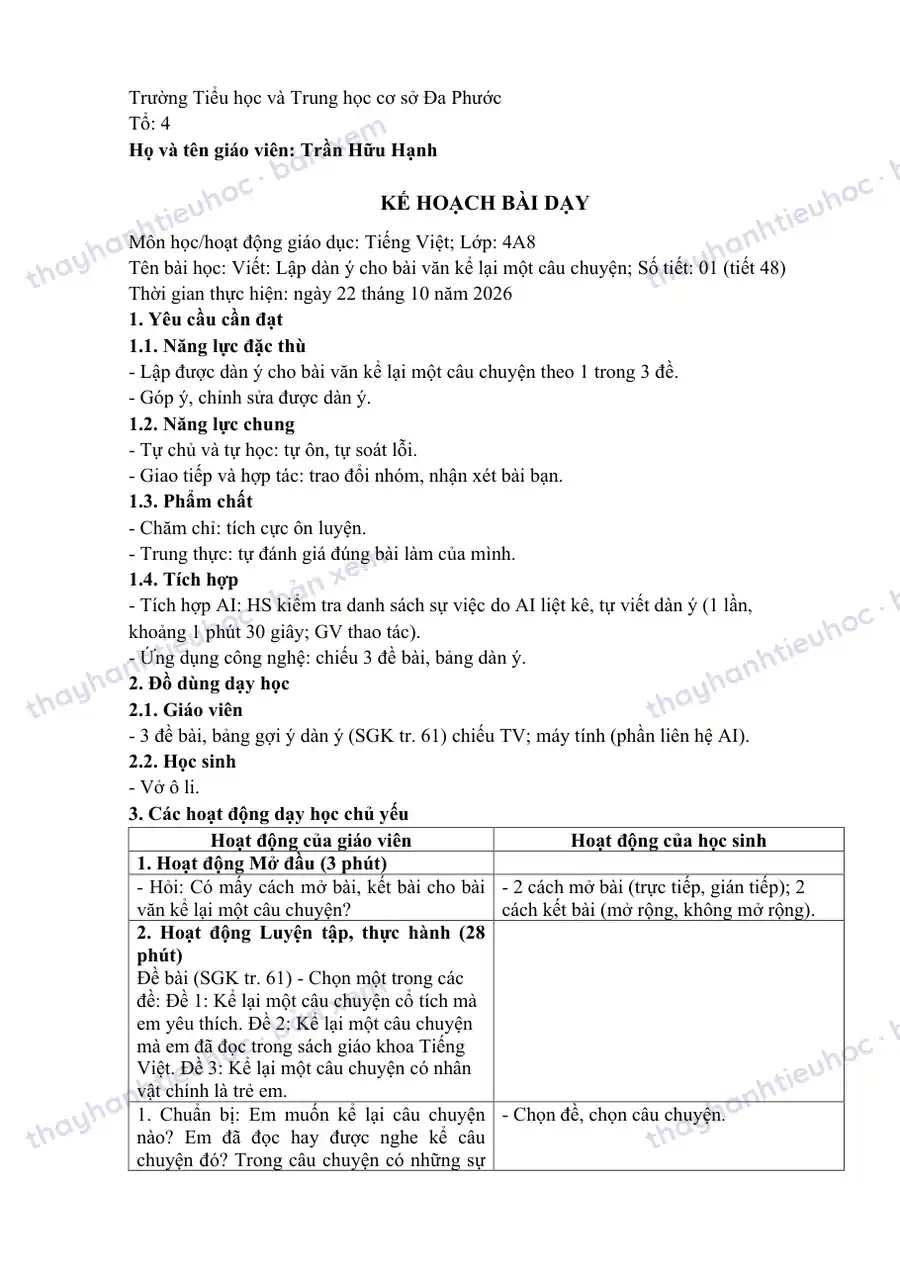 Trường Tiểu học và Trung học cơ sở Đa Phước
Tổ: 4
Họ và tên giáo viên: Trần Hữu Hạnh
KẾ HOẠCH BÀI DẠY
Môn học/hoạt động giáo dục: Tiếng Việt; Lớp: 4A8
Tên bài học: Viết: Lập dàn ý cho bài văn kể lại một câu chuyện; Số tiết: 01 (tiết 48)
Thời gian thực hiện: ngày 22 tháng 10 năm 2026
1. Yêu cầu cần đạt
1.1. Năng lực đặc thù
- Lập được dàn ý cho bài văn kể lại một câu chuyện theo 1 trong 3 đề.
- Góp ý, chỉnh sửa được dàn ý.
1.2. Năng lực chung
- Tự chủ và tự học: tự ôn, tự soát lỗi.
- Giao tiếp và hợp tác: trao đổi nhóm, nhận xét bài bạn.
1.3. Phẩm chất
- Chăm chỉ: tích cực ôn luyện.
- Trung thực: tự đánh giá đúng bài làm của mình.
1.4. Tích hợp
- Tích hợp AI: HS kiểm tra danh sách sự việc do AI liệt kê, tự viết dàn ý (1 lần,
khoảng 1 phút 30 giây; GV thao tác).
- Ứng dụng công nghệ: chiếu 3 đề bài, bảng dàn ý.
2. Đồ dùng dạy học
2.1. Giáo viên
- 3 đề bài, bảng gợi ý dàn ý (SGK tr. 61) chiếu TV; máy tính (phần liên hệ AI).
2.2. Học sinh
- Vở ô li.
3. Các hoạt động dạy học chủ yếu
Hoạt động của giáo viên
Hoạt động của học sinh
1. Hoạt động Mở đầu (3 phút)
- Hỏi: Có mấy cách mở bài, kết bài cho bài
văn kể lại một câu chuyện?
- 2 cách mở bài (trực tiếp, gián tiếp); 2
cách kết bài (mở rộng, không mở rộng).
2. Hoạt động Luyện tập, thực hành (28
phút)
Đề bài (SGK tr. 61) - Chọn một trong các
đề: Đề 1: Kể lại một câu chuyện cổ tích mà
em yêu thích. Đề 2: Kể lại một câu chuyện
mà em đã đọc trong sách giáo khoa Tiếng
Việt. Đề 3: Kể lại một câu chuyện có nhân
vật chính là trẻ em.
1. Chuẩn bị: Em muốn kể lại câu chuyện
nào? Em đã đọc hay được nghe kể câu
chuyện đó? Trong câu chuyện có những sự
- Chọn đề, chọn câu chuyện.
thayhanhtieuhoc · bản xem
thayhanhtieuhoc · b
thayhanhtieuhoc · bản xem
thayhanhtieuhoc · b
thayhanhtieuhoc · bản xem
thayhanhtieuhoc · b